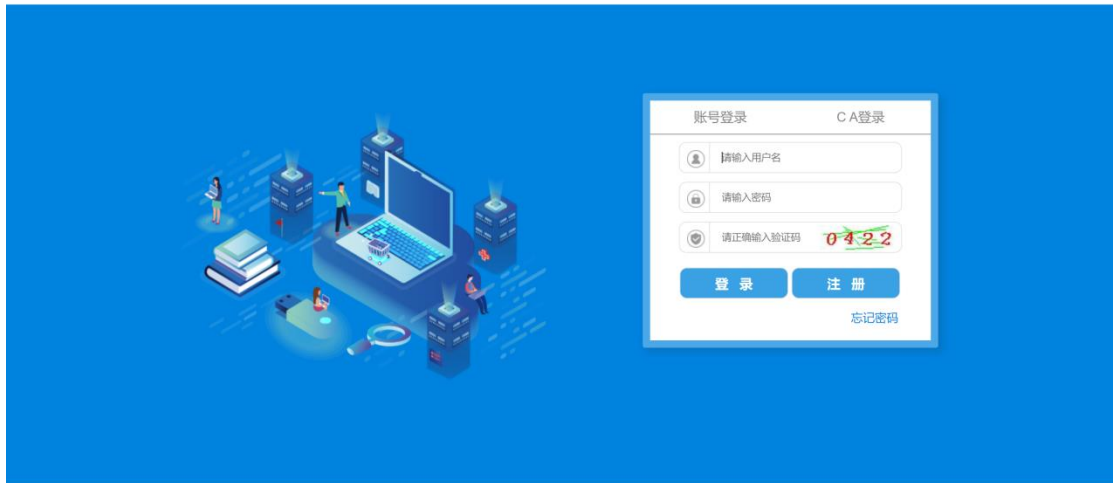 账号登录 C A登录
请输入用户名
请输入密码
请正确输入验证码 0422
登 录 注 册
忘记密码